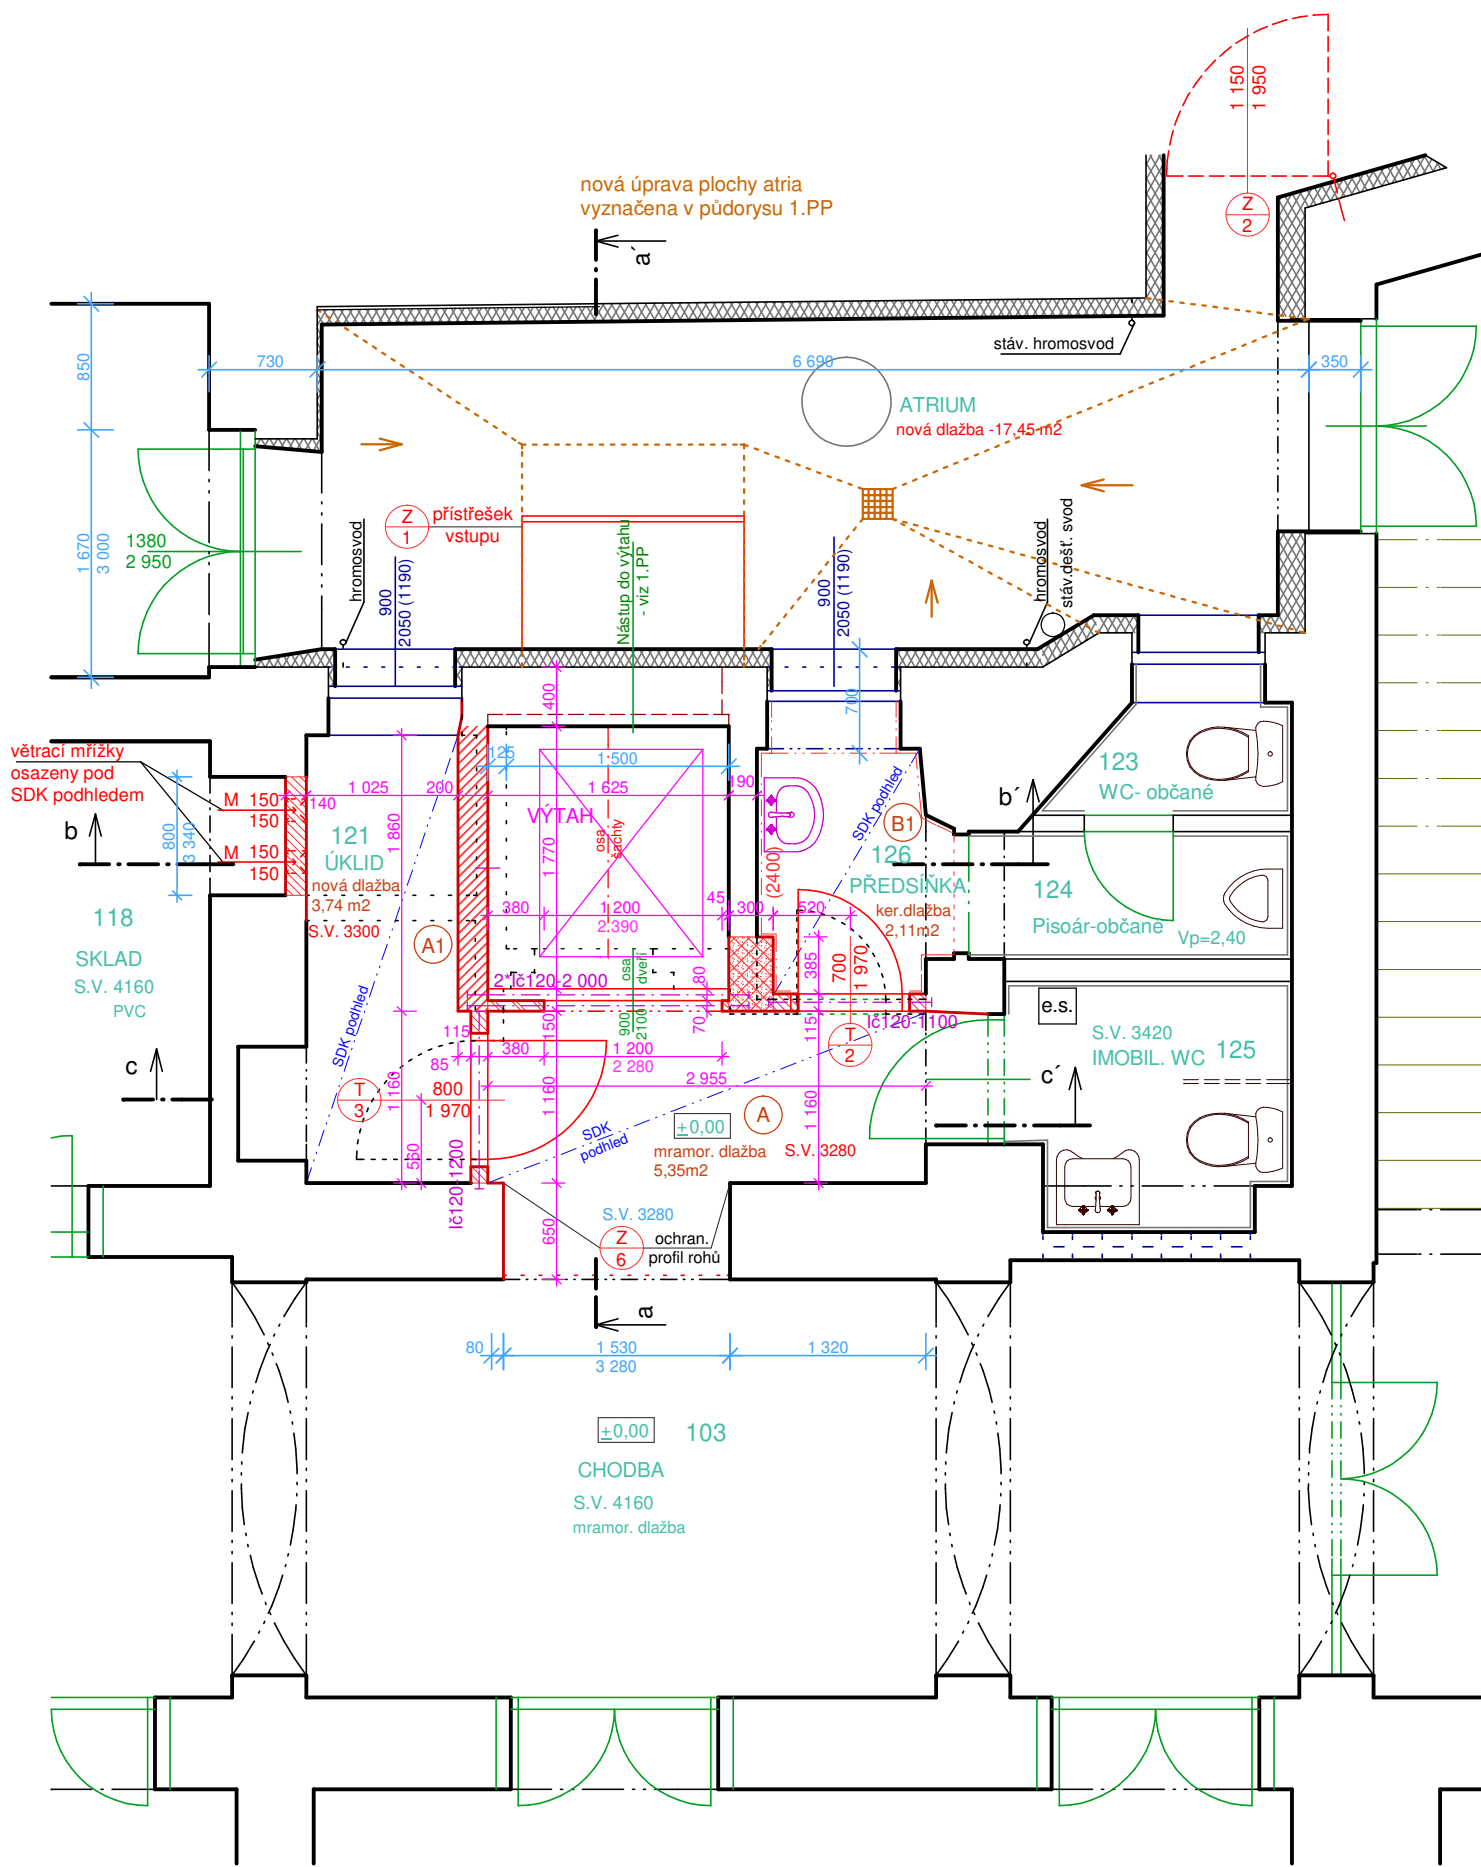 1 150
1 950
Z
2
nová úprava plochy atria
vyznačena v půdorysu 1.PP
a´
stáv. hromosvod
850
730
6 690
350
ATRIUM
nová dlažba -17,45 m2
1 670
3 000
1380
2 950
Z
1
přístřešek
vstupu
hromosvod
900
2050 (1190)
Nástup do výtahu
- viz 1.PP
900
2050 (1190)
hromosvod
stáv.dešť. svod
400
700
větrací mřížky
osazeny pod
SDK podhledem
M 150
150
M 150
150
140
1 025
200
125
1 500
1 625
190
b
800
3 340
1 860
VÝTAH
osa
šachty
1 770
SDK podhled
B1
b´
123
WC- občané
121
ÚKLID
nová dlažba
3,74 m2
S.V. 3300
126
PŘEDSÍŇKA
ker.dlažba
2,11m2
(2400)
124
Pisoár-občané
Vp=2,40
118
SKLAD
S.V. 4160
PVC
A1
380
1 200
2 390
45
300
520
385
700
1 970
2*Ič120-2 000
osa
dveří
900
2100
80
70
Ič120-1100
115
e.s.
S.V. 3420
IMOBIL. WC
125
c
c´
SDK podhled
115
85
150
380
1 200
2 280
2 955
T
2
T
3
800
1 970
1 160
1 160
1 160
560
Ič120-1200
SDK
podhled
±0,00
A
mramor. dlažba
5,35m2
S.V. 3280
S.V. 3280
Z
6
ochran.
profil rohů
650
a
80
1 530
3 280
1 320
±0,00
103
CHODBA
S.V. 4160
mramor. dlažba